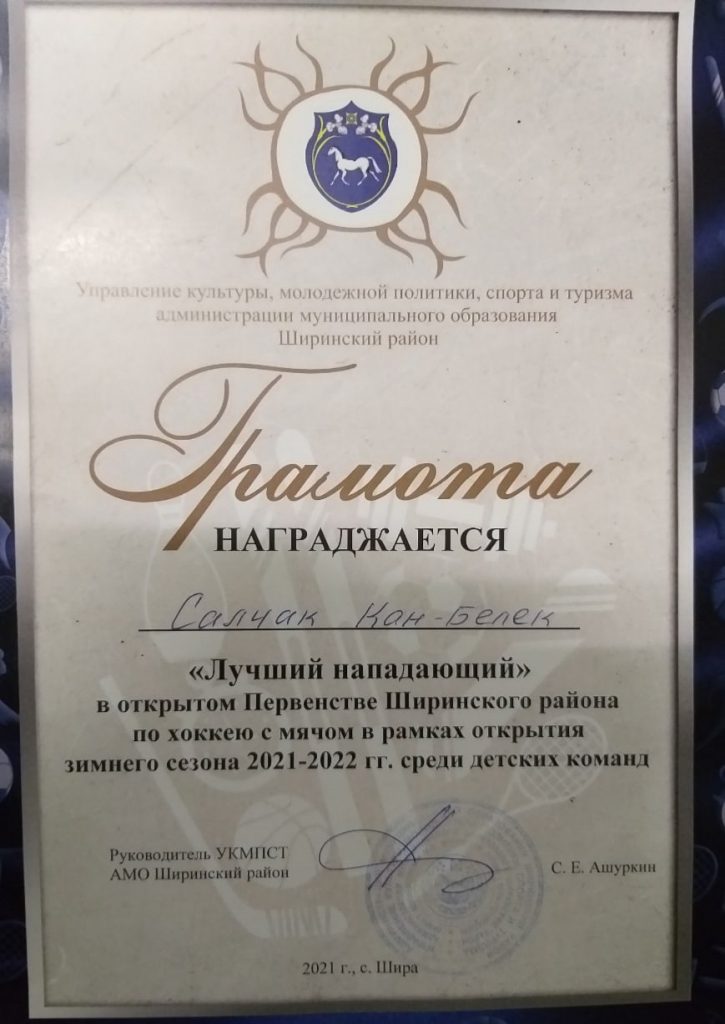 Управление культуры, молодежной политики, спорта и туризма
администрации муниципального образования
Ширинский район
Грамота
НАГРАДЖАЕТСЯ
Салчак Кан-Белек
«Лучший нападающий»
в открытом Первенстве Ширинского района
по хоккею с мячом в рамках открытия
зимнего сезона 2021-2022 гг. среди детских команд
Руководитель УКМПСТ
АМО Ширинский район
С. Е. Ашуркин
2021 г., с. Шира